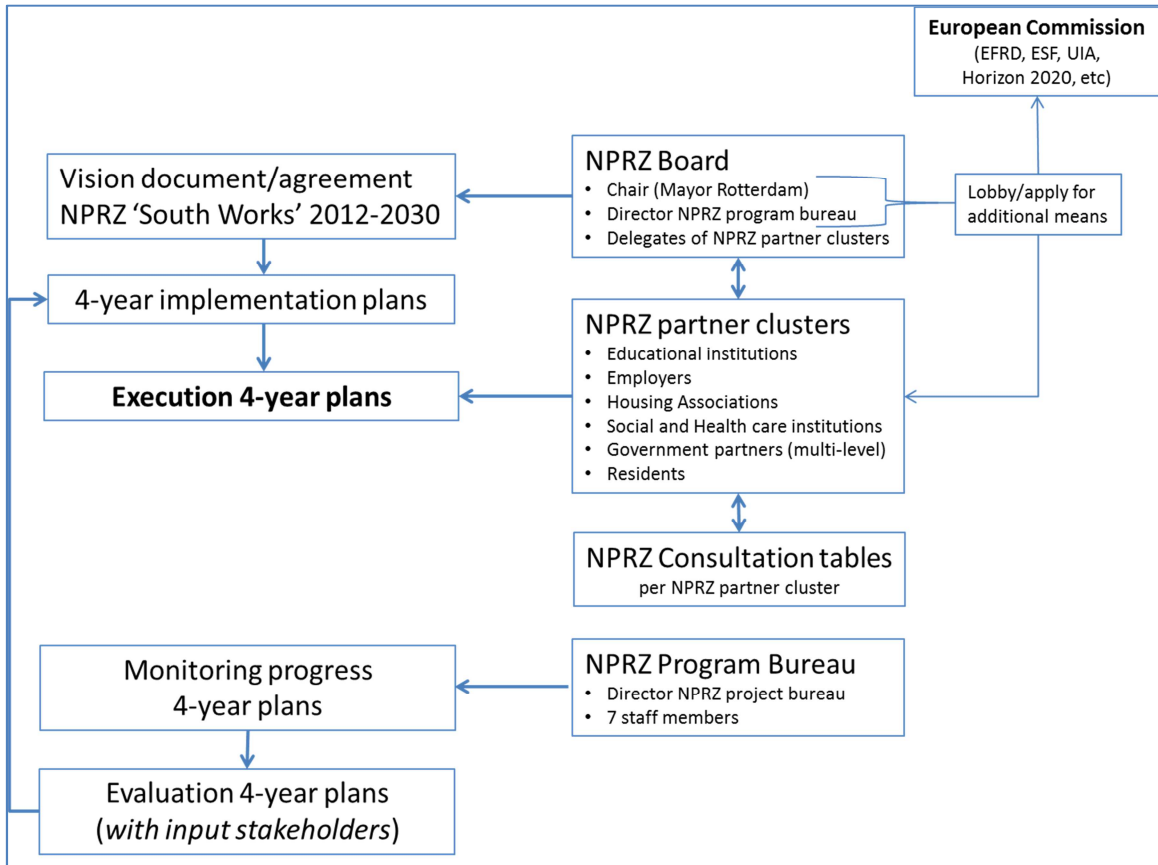 European Commission
(EFRD, ESF, UIA,
Horizon 2020, etc)
Vision document/agreement
NPRZ ‘South Works’ 2012-2030
NPRZ Board
• Chair (Mayor Rotterdam)
• Director NPRZ program bureau
• Delegates of NPRZ partner clusters
Lobby/apply for
additional means
4-year implementation plans
NPRZ partner clusters
• Educational institutions
• Employers
• Housing Associations
• Social and Health care institutions
• Government partners (multi-level)
• Residents
Execution 4-year plans
NPRZ Consultation tables
per NPRZ partner cluster
Monitoring progress
4-year plans
NPRZ Program Bureau
• Director NPRZ project bureau
• 7 staff members
Evaluation 4-year plans
(with input stakeholders)